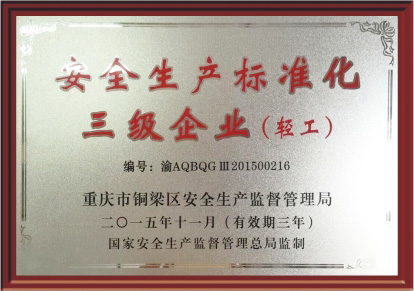 安全生产标准化
三级企业（轻工）
编号：渝AQBQGⅢ201500216
重庆市铜梁区安全生产监督管理局
二〇一五年十一月（有效期三年）
国家安全生产监督管理总局监制